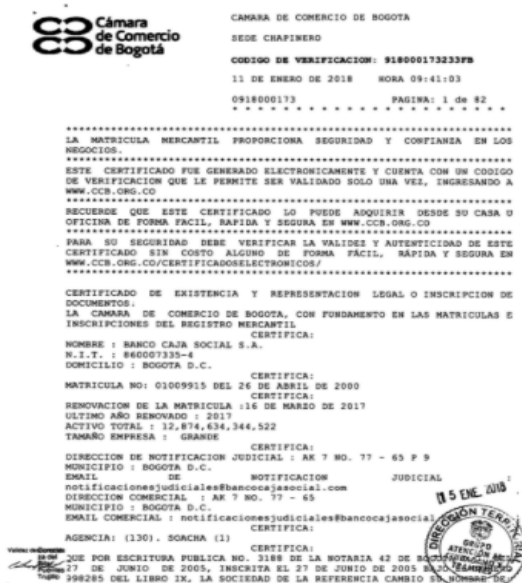 Cámara
de Comercio
de Bogotá
CAMARA DE COMERCIO DE BOGOTA
SEDE CHAPINERO
CODIGO DE VERIFICACION: 918000173233FB
11 DE ENERO DE 2018 HORA 09:41:03
0918000173 PAGINA: 1 de 82
* * * * * * * * * * * * * * * * * * * *
****************************************************************
LA MATRICULA MERCANTIL PROPORCIONA SEGURIDAD Y CONFIANZA EN LOS
NEGOCIOS.
****************************************************************
ESTE CERTIFICADO FUE GENERADO ELECTRONICAMENTE Y CUENTA CON UN CODIGO
DE VERIFICACION QUE LE PERMITE SER VALIDADO SOLO UNA VEZ, INGRESANDO A
WWW.CCB.ORG.CO
****************************************************************
RECUERDE QUE ESTE CERTIFICADO LO PUEDE ADQUIRIR DESDE SU CASA U
OFICINA DE FORMA FACIL, RAPIDA Y SEGURA EN WWW.CCB.ORG.CO
****************************************************************
PARA SU SEGURIDAD DEBE VERIFICAR LA VALIDEZ Y AUTENTICIDAD DE ESTE
CERTIFICADO SIN COSTO ALGUNO DE FORMA FÁCIL, RÁPIDA Y SEGURA EN
WWW.CCB.ORG.CO/CERTIFICADOSELECTRONICOS/
****************************************************************
CERTIFICADO DE EXISTENCIA Y REPRESENTACION LEGAL O INSCRIPCION DE
DOCUMENTOS.
LA CAMARA DE COMERCIO DE BOGOTA, CON FUNDAMENTO EN LAS MATRICULAS E
INSCRIPCIONES DEL REGISTRO MERCANTIL
CERTIFICA:
NOMBRE : BANCO CAJA SOCIAL S.A.
N.I.T. : 860007335-4
DOMICILIO : BOGOTA D.C.
CERTIFICA:
MATRICULA NO: 01009915 DEL 26 DE ABRIL DE 2000
CERTIFICA:
RENOVACION DE LA MATRICULA :16 DE MARZO DE 2017
ULTIMO AÑO RENOVADO : 2017
ACTIVO TOTAL : 12,874,634,344,522
TAMAÑO EMPRESA : GRANDE
CERTIFICA:
DIRECCION DE NOTIFICACION JUDICIAL : AK 7 NO. 77 - 65 P 9
MUNICIPIO : BOGOTA D.C.
EMAIL DE NOTIFICACION JUDICIAL :
notificacionesjudiciales@bancocajasocial.com
DIRECCION COMERCIAL : AK 7 NO. 77 - 65
MUNICIPIO : BOGOTA D.C.
EMAIL COMERCIAL : notificacionesjudiciales@bancocajasocial
CERTIFICA:
AGENCIA: (130). SOACHA (1)
CERTIFICA:
QUE POR ESCRITURA PUBLICA NO. 3188 DE LA NOTARIA 42 DE
27 DE JUNIO DE 2005, INSCRITA EL 27 DE JUNIO DE 2005 BAJO
998285 DEL LIBRO IX, LA SOCIEDAD DE LA REFERENCIA CAMBIO SU NOMBRE DE
15 ENE. 2018
DIRECCIÓN
GRUPO
ATENCIÓN
Trujillo